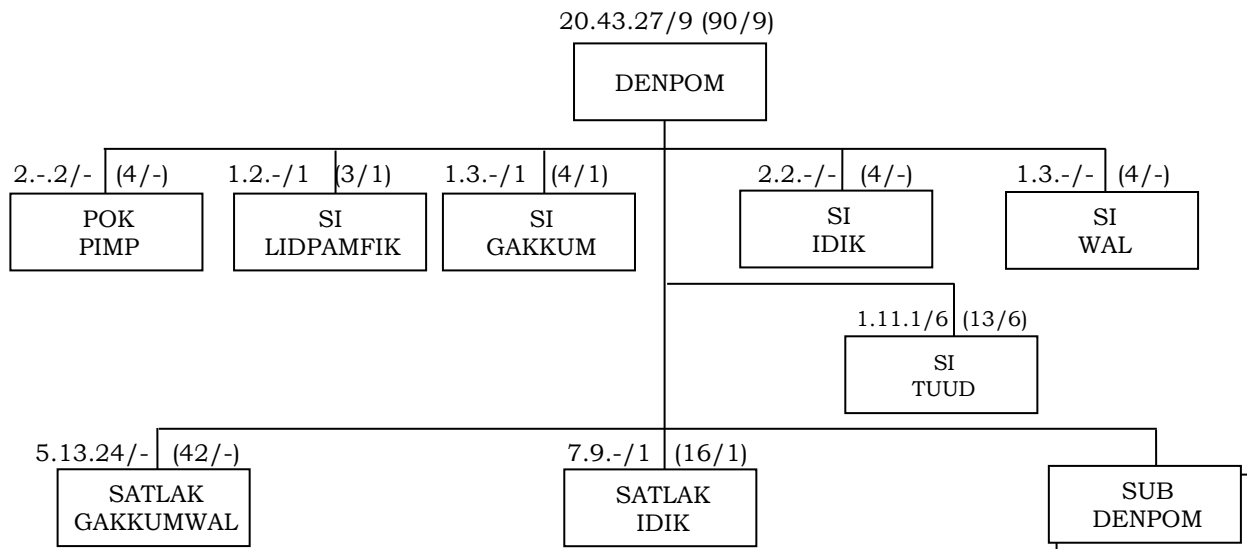 20.43.27/9 (90/9)
DENPOM
2.-.2/- (4/-)
POK
PIMP
1.2.-/1 (3/1)
SI
LIDPAMFIK
1.3.-/1 (4/1)
SI
GAKKUM
2.2.-/- (4/-)
SI
IDIK
1.3.-/- (4/-)
SI
WAL
1.11.1/6 (13/6)
SI
TUUD
5.13.24/- (42/-)
SATLAK
GAKKUMWAL
7.9.-/1 (16/1)
SATLAK
IDIK
SUB
DENPOM